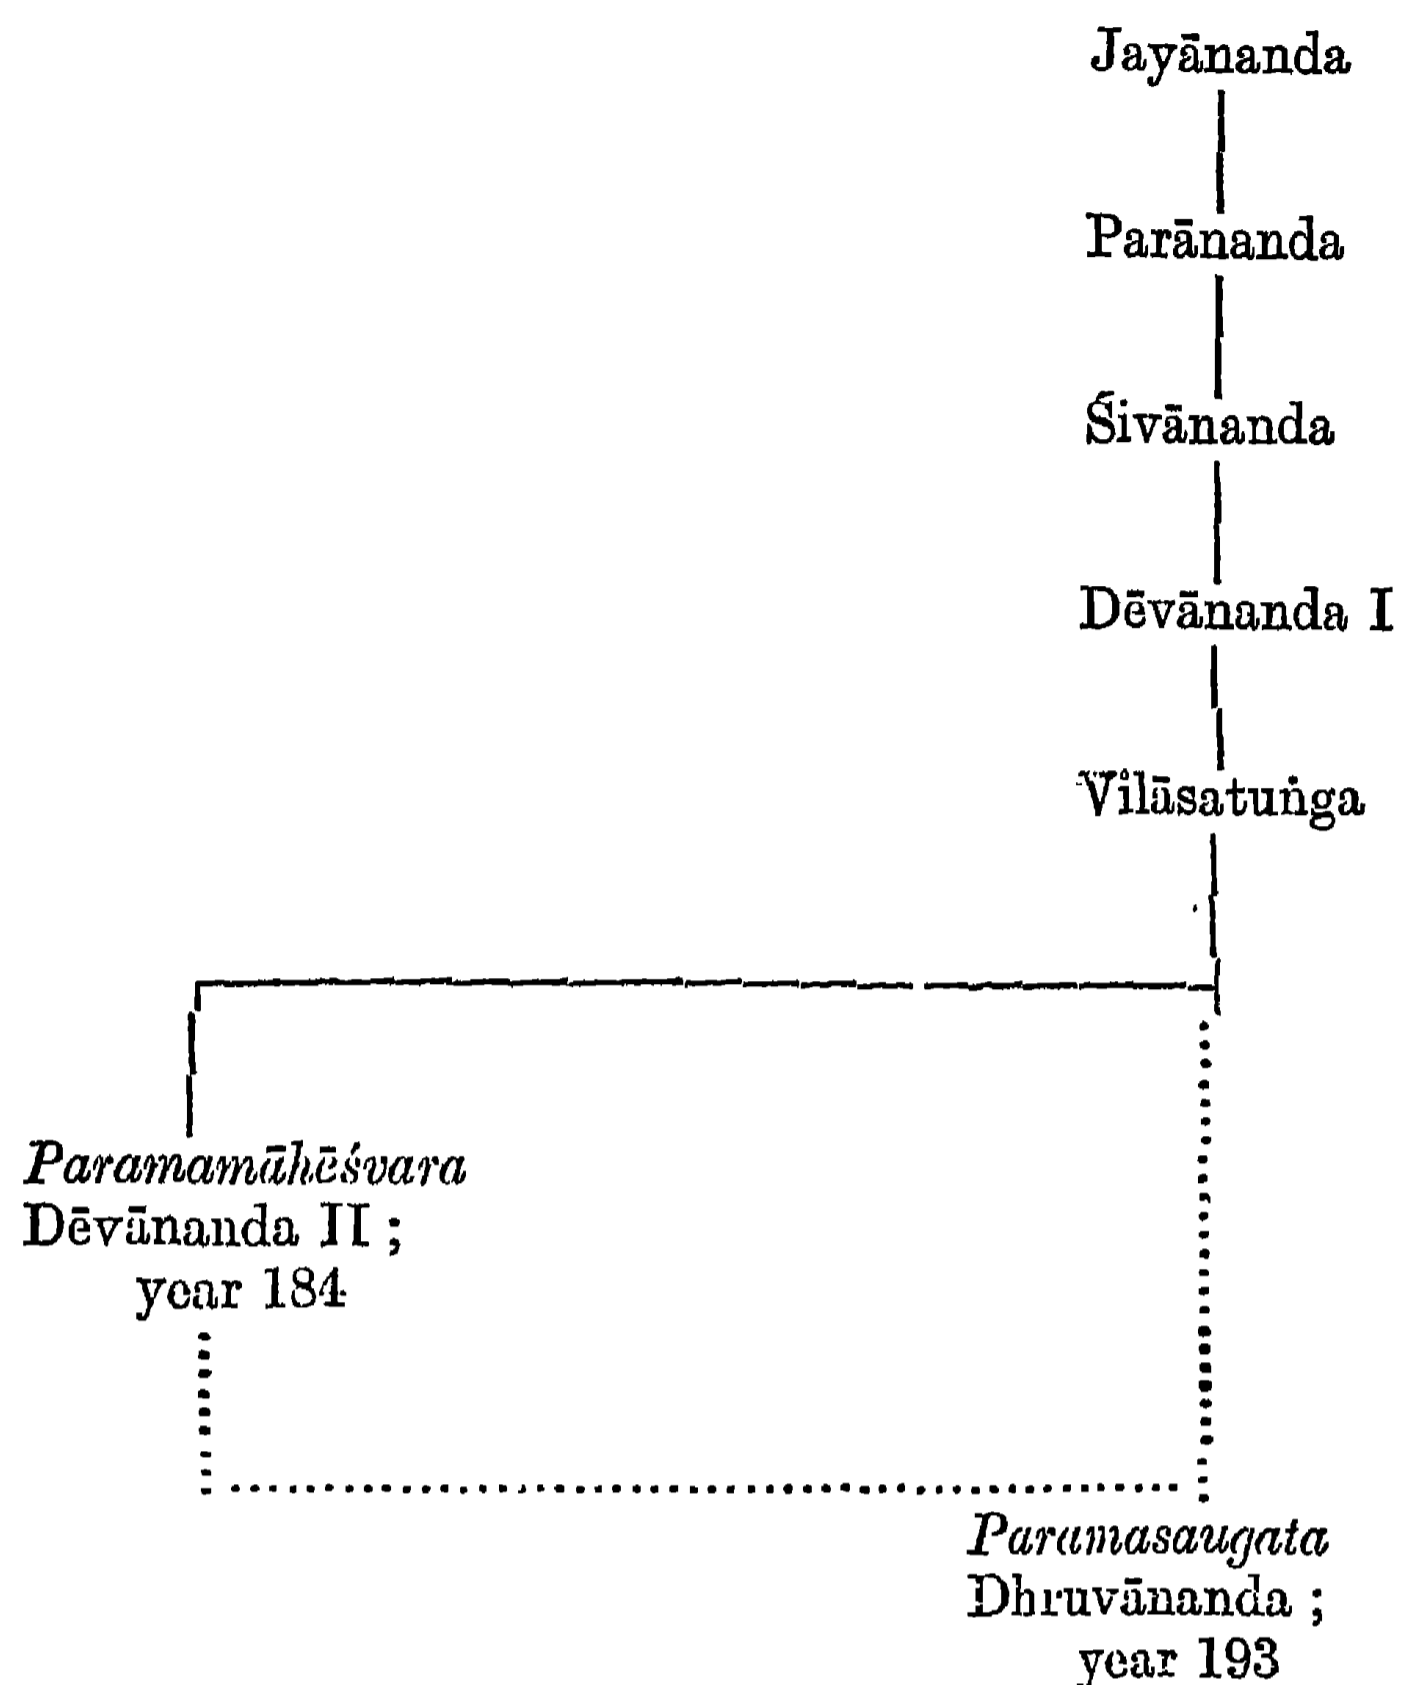 Jayānanda
Parānanda
Śivānanda
Dēvānanda I
Vilāsatuṅga
Paramamāhēśvara
Dēvānanda II ;
year 184
Paramasaugata
Dhruvānanda ;
year 193